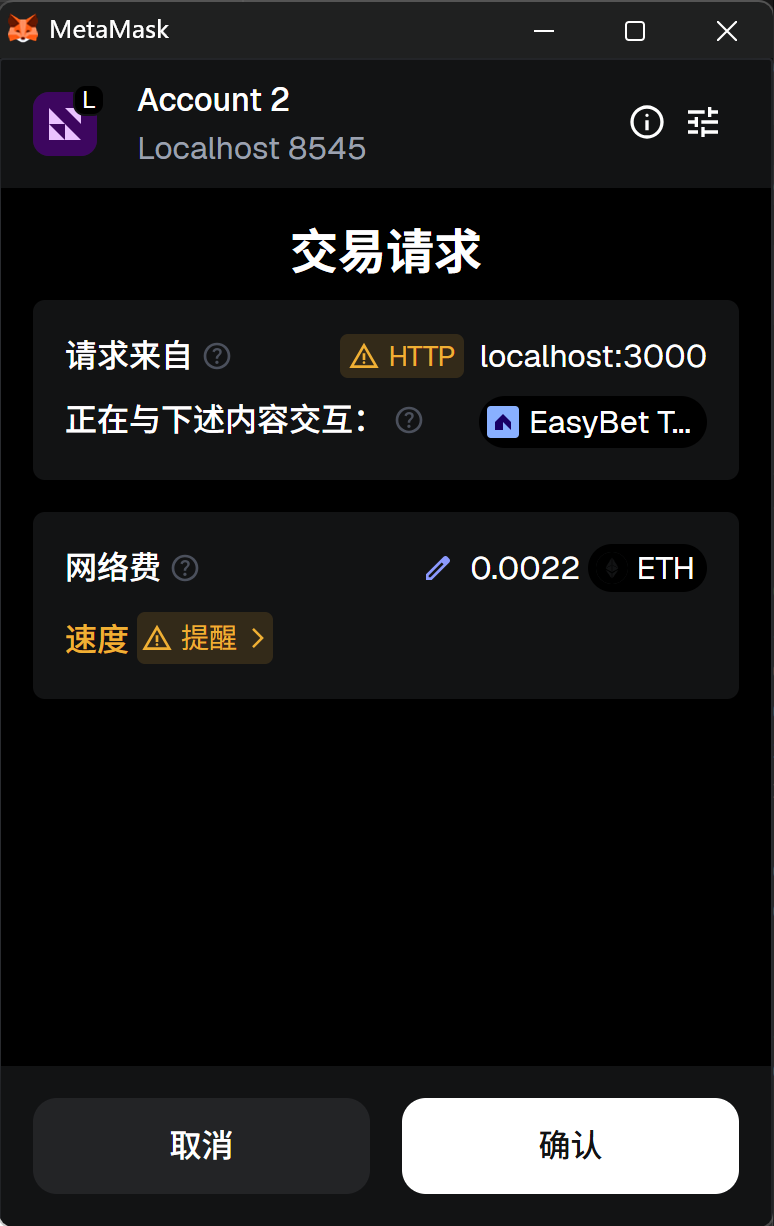 MetaMask
L
Account 2
Localhost 8545
交易请求
请求来自 HTTP localhost:3000
正在与下述内容交互： EasyBet T...
网络费 0.0022 ETH
速度 提醒
取消 确认